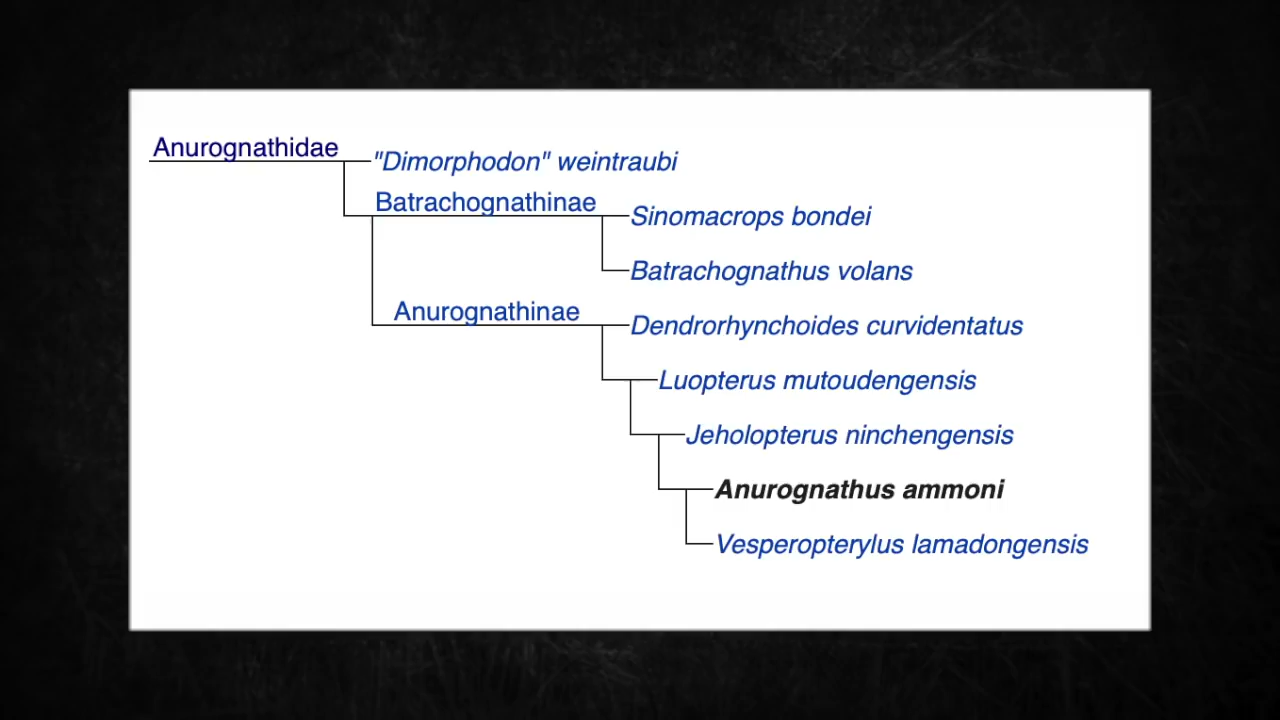 Anurognathidae
"Dimorphodon" weintraubi
Batrachognathinae
Sinomacrops bondei
Batrachognathus volans
Anurognathinae
Dendrorhynchoides curvidentatus
Luopterus mutoudengensis
Jeholopterus ninchengensis
Anurognathus ammoni
Vesperopterylus lamadongensis